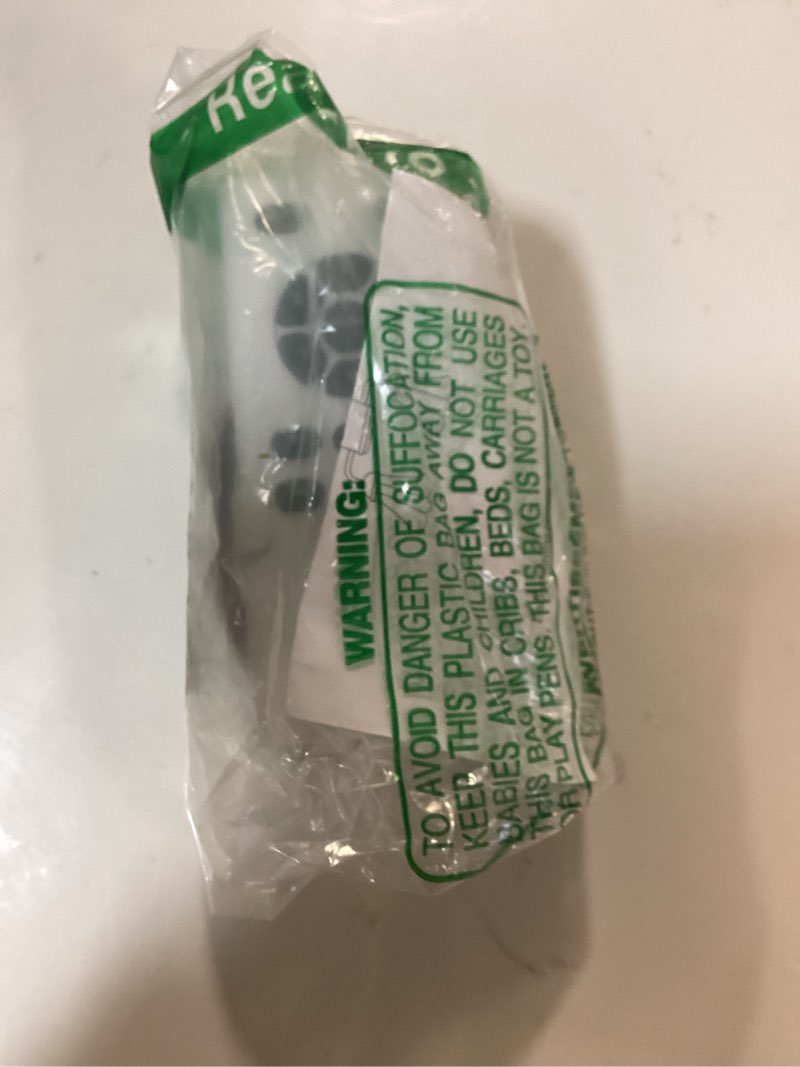 Re
WARNING:
TO AVOID DANGER OF SUFFOCATION,
KEEP THIS PLASTIC BAG AWAY FROM
BABIES AND CHILDREN, DO NOT USE
THIS BAG IN CRIBS, BEDS, CARRIAGES
OR PLAY PENS. THIS BAG IS NOT A TOY.